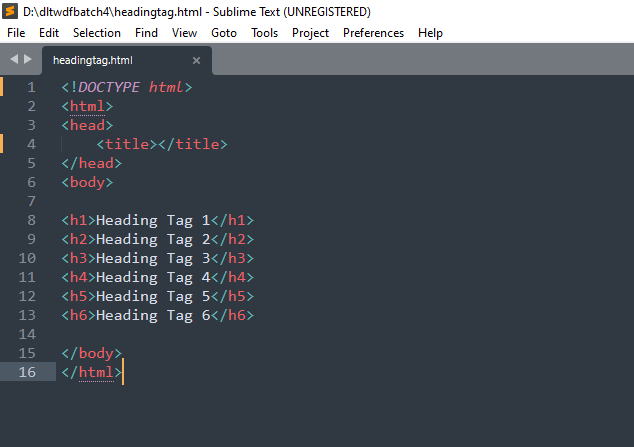 D:\dltwdfbatch4\headingtag.html - Sublime Text (UNREGISTERED)
File Edit Selection Find View Goto Tools Project Preferences Help
headingtag.html ×
1 <!DOCTYPE html>
2 <html>
3 <head>
4     <title></title>
5 </head>
6 <body>
7
8 <h1>Heading Tag 1</h1>
9 <h2>Heading Tag 2</h2>
10 <h3>Heading Tag 3</h3>
11 <h4>Heading Tag 4</h4>
12 <h5>Heading Tag 5</h5>
13 <h6>Heading Tag 6</h6>
14
15 </body>
16 </html>